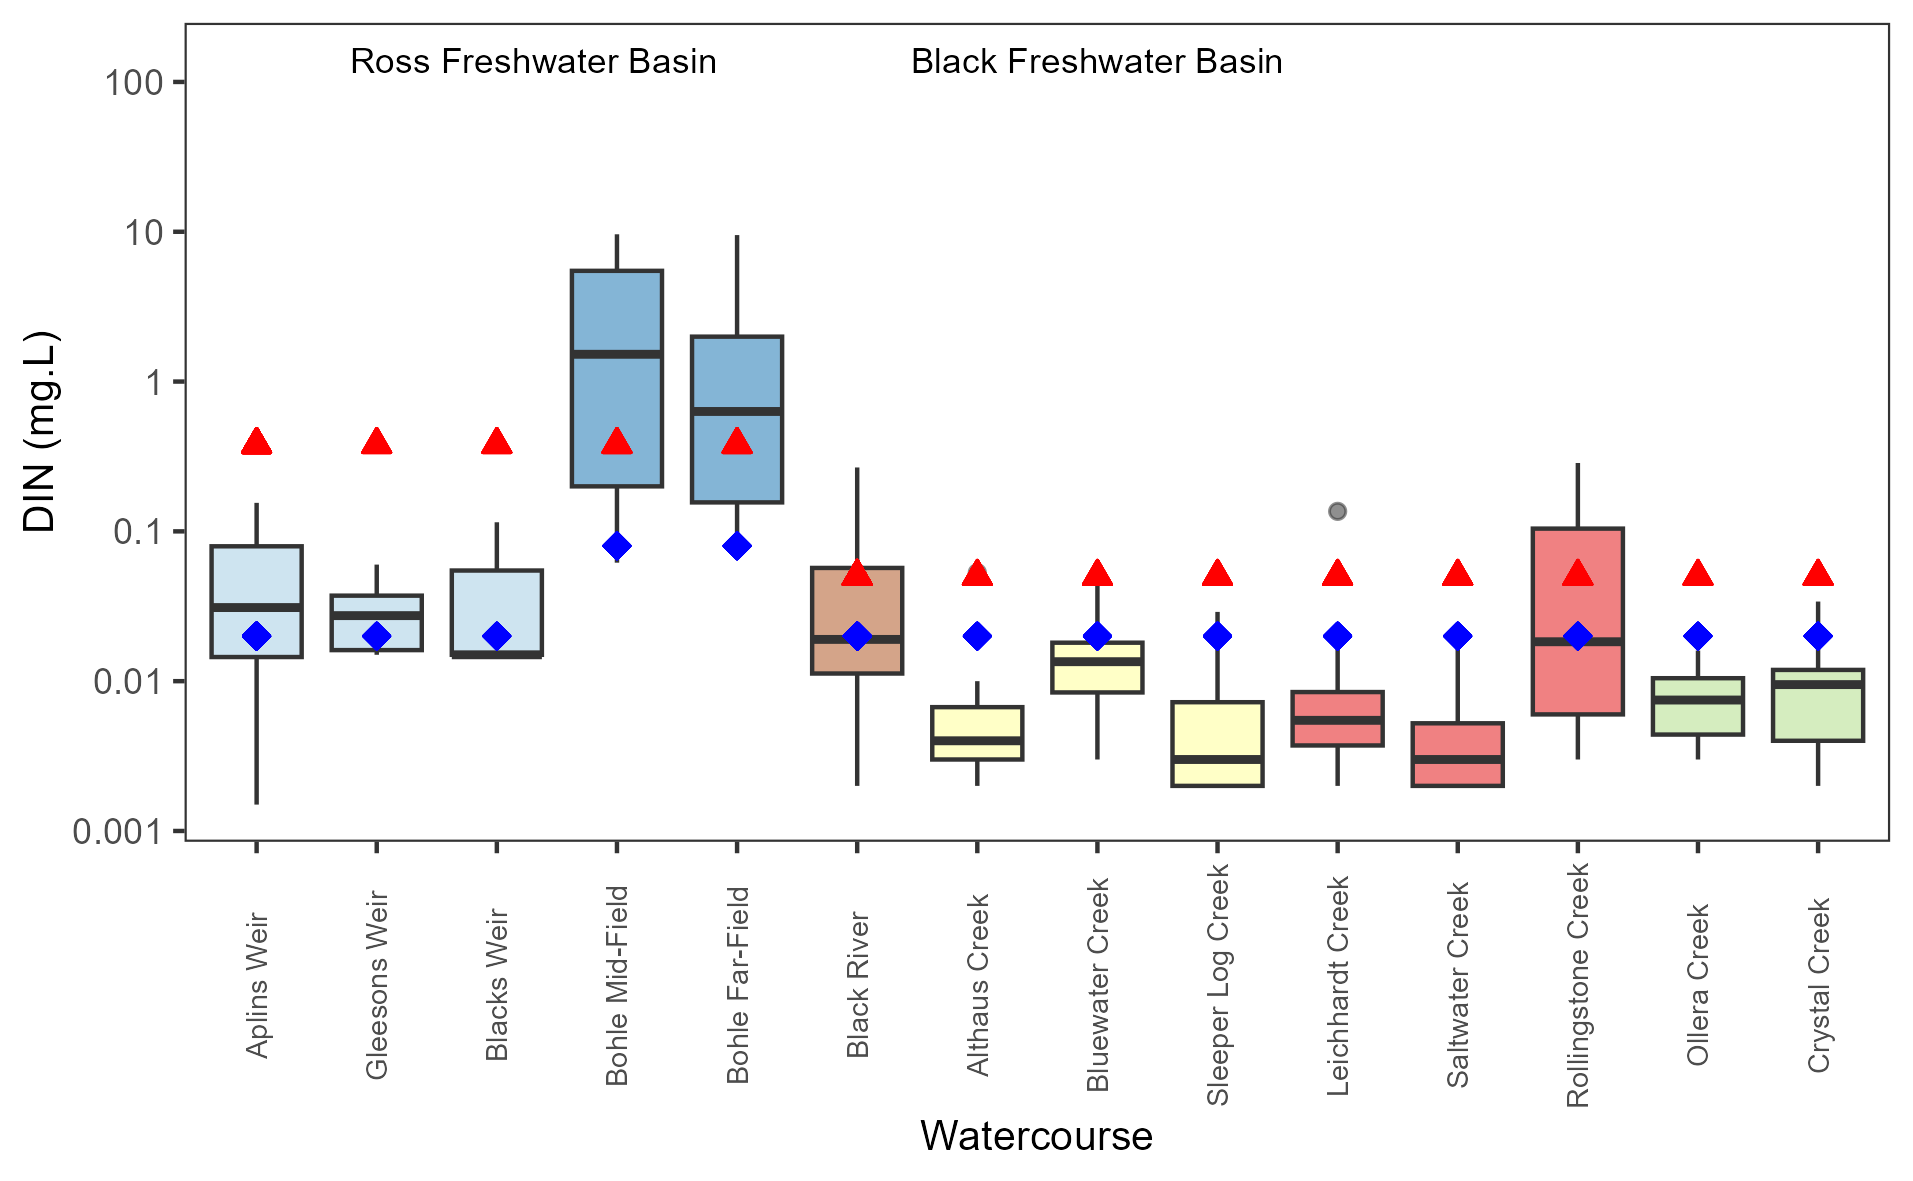 Ross Freshwater Basin
Black Freshwater Basin
100
10
1
0.1
0.01
0.001
DIN (mg.L)
Aplins Weir
Gleesons Weir
Blacks Weir
Bohle Mid-Field
Bohle Far-Field
Black River
Althaus Creek
Bluewater Creek
Sleeper Log Creek
Leichhardt Creek
Saltwater Creek
Rollingstone Creek
Ollera Creek
Crystal Creek
Watercourse